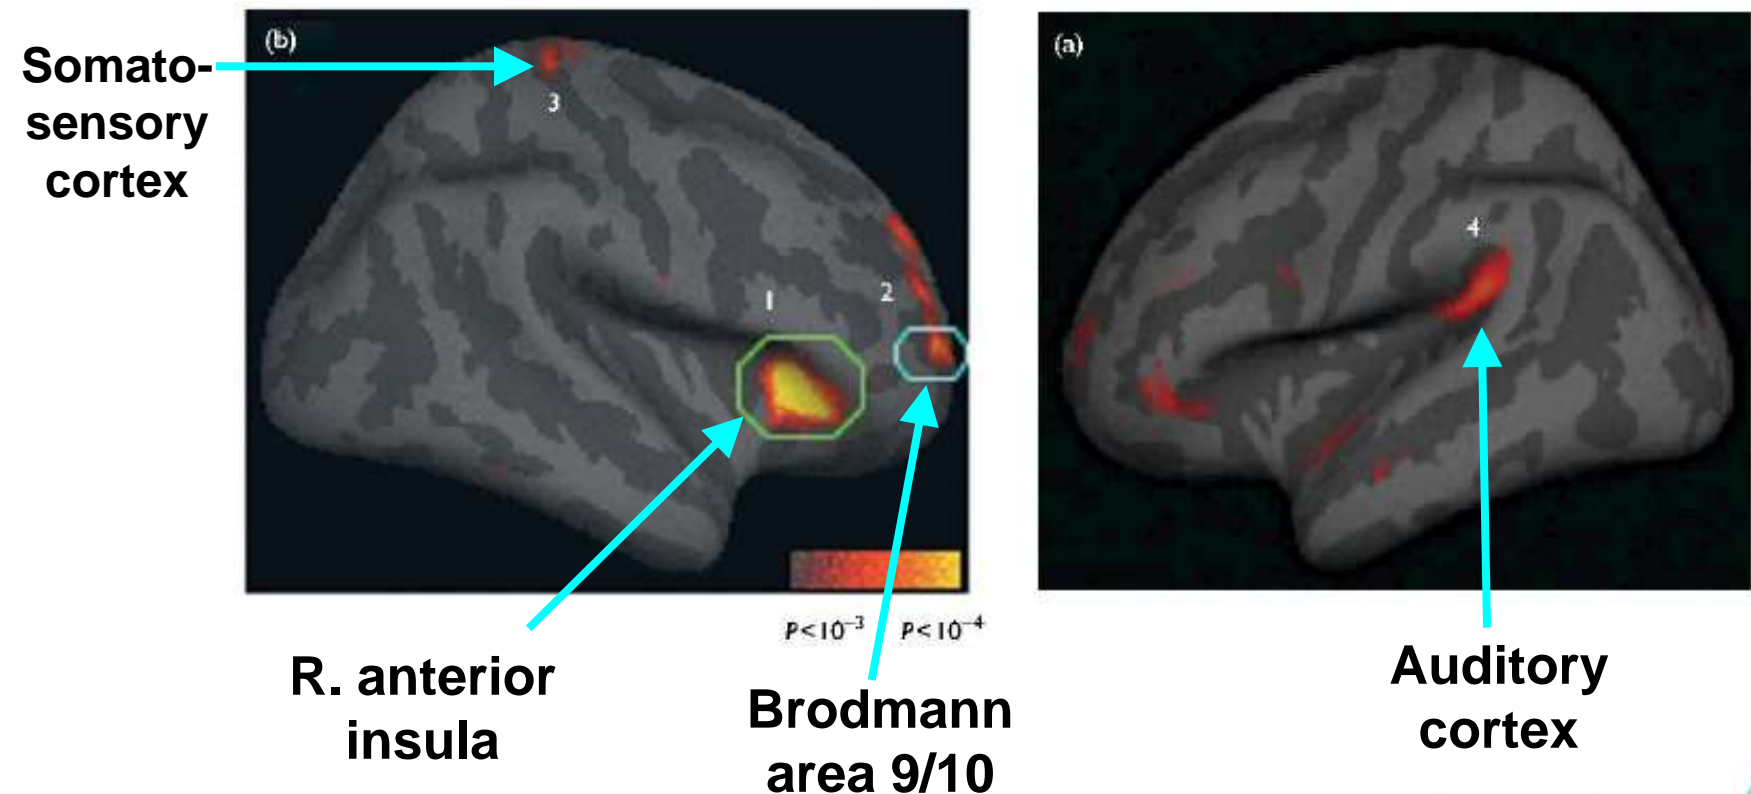 Somato-
sensory
cortex
(b)
3
1
2
P<10⁻³ P<10⁻⁴
R. anterior
insula
Brodmann
area 9/10
(a)
4
Auditory
cortex